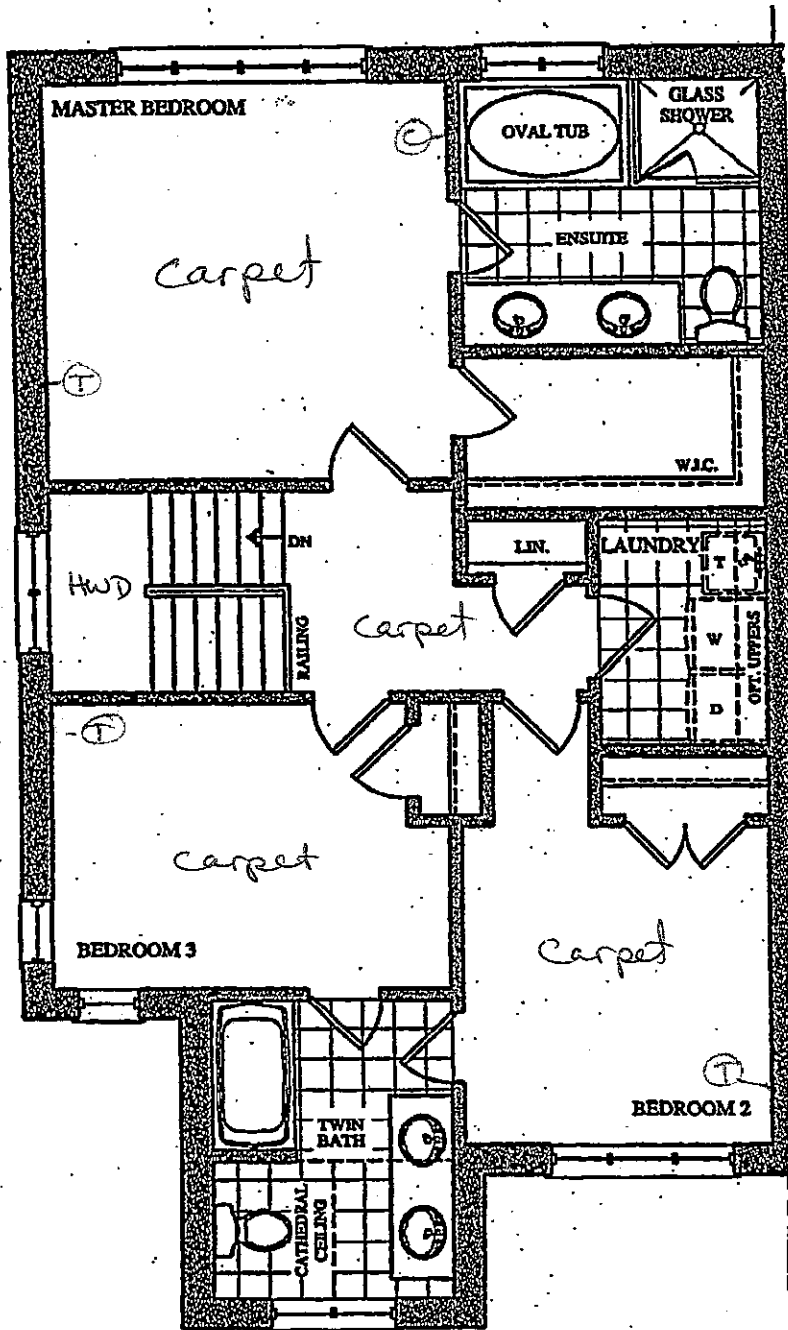 MASTER BEDROOM
GLASS
SHOWER
OVAL TUB
C
ENSUITE
Carpet
T
W.I.C.
DN
LIN.
LAUNDRY
T
HWD
RAILING
Carpet
W
OPT. UPPERS
D
T
Carpet
BEDROOM 3
Carpet
T
BEDROOM 2
TWIN
BATH
CATHEDRAL
CEILING